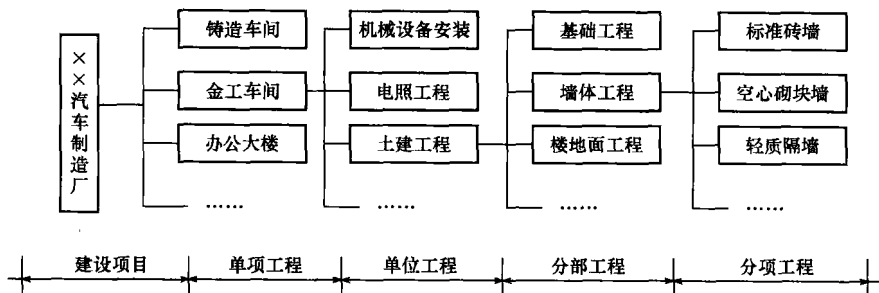 ××汽车制造厂
铸造车间
金工车间
办公大楼
……
机械设备安装
电照工程
土建工程
……
基础工程
墙体工程
楼地面工程
……
标准砖墙
空心砌块墙
轻质隔墙
……
建设项目
单项工程
单位工程
分部工程
分项工程